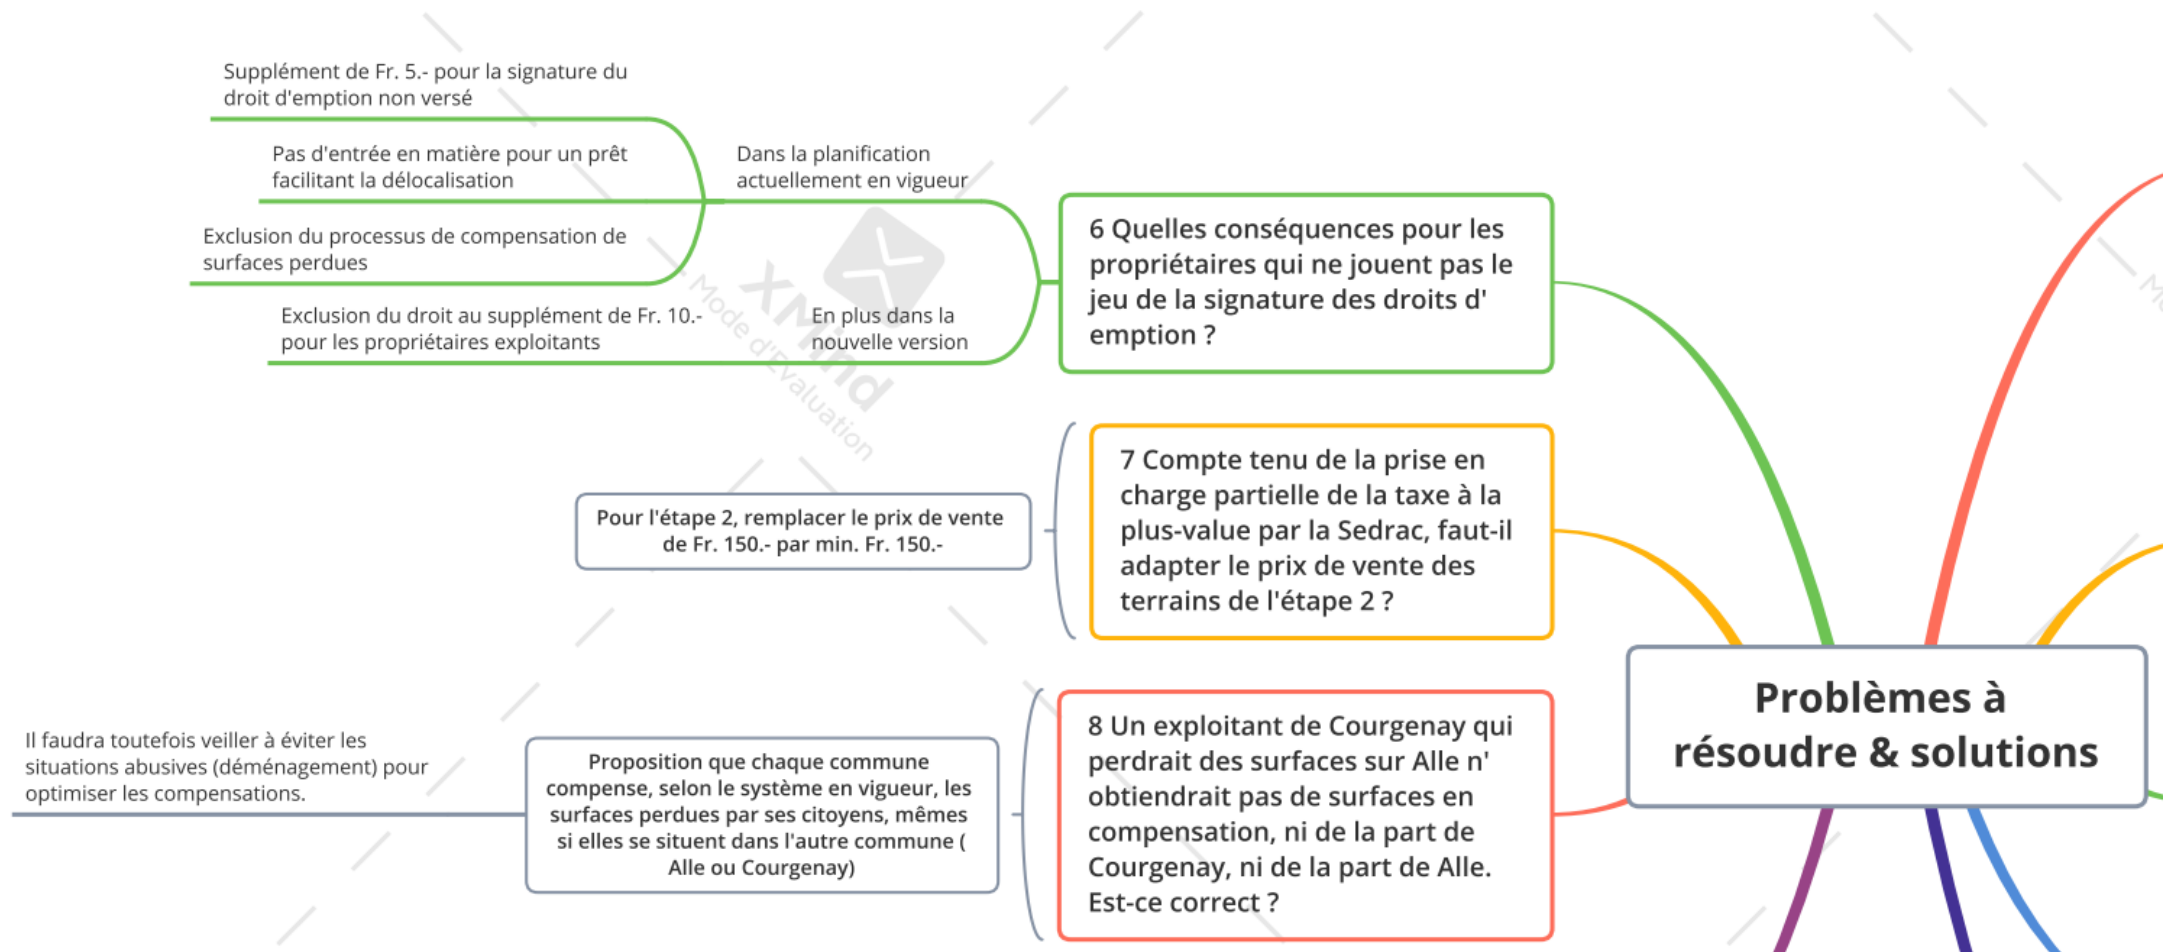 Supplément de Fr. 5.- pour la signature du
droit d'emption non versé
Pas d'entrée en matière pour un prêt
facilitant la délocalisation
Exclusion du processus de compensation de
surfaces perdues
Dans la planification
actuellement en vigueur
Exclusion du droit au supplément de Fr. 10.-
pour les propriétaires exploitants
En plus dans la
nouvelle version
6 Quelles conséquences pour les
propriétaires qui ne jouent pas le
jeu de la signature des droits d'
emption ?
Pour l'étape 2, remplacer le prix de vente
de Fr. 150.- par min. Fr. 150.-
7 Compte tenu de la prise en
charge partielle de la taxe à la
plus-value par la Sedrac, faut-il
adapter le prix de vente des
terrains de l'étape 2 ?
Il faudra toutefois veiller à éviter les
situations abusives (déménagement) pour
optimiser les compensations.
Proposition que chaque commune
compense, selon le système en vigueur, les
surfaces perdues par ses citoyens, mêmes
si elles se situent dans l'autre commune (
Alle ou Courgenay)
8 Un exploitant de Courgenay qui
perdrait des surfaces sur Alle n'
obtiendrait pas de surfaces en
compensation, ni de la part de
Courgenay, ni de la part de Alle.
Est-ce correct ?
Problèmes à
résoudre & solutions
XMind
Mode d'Evaluation